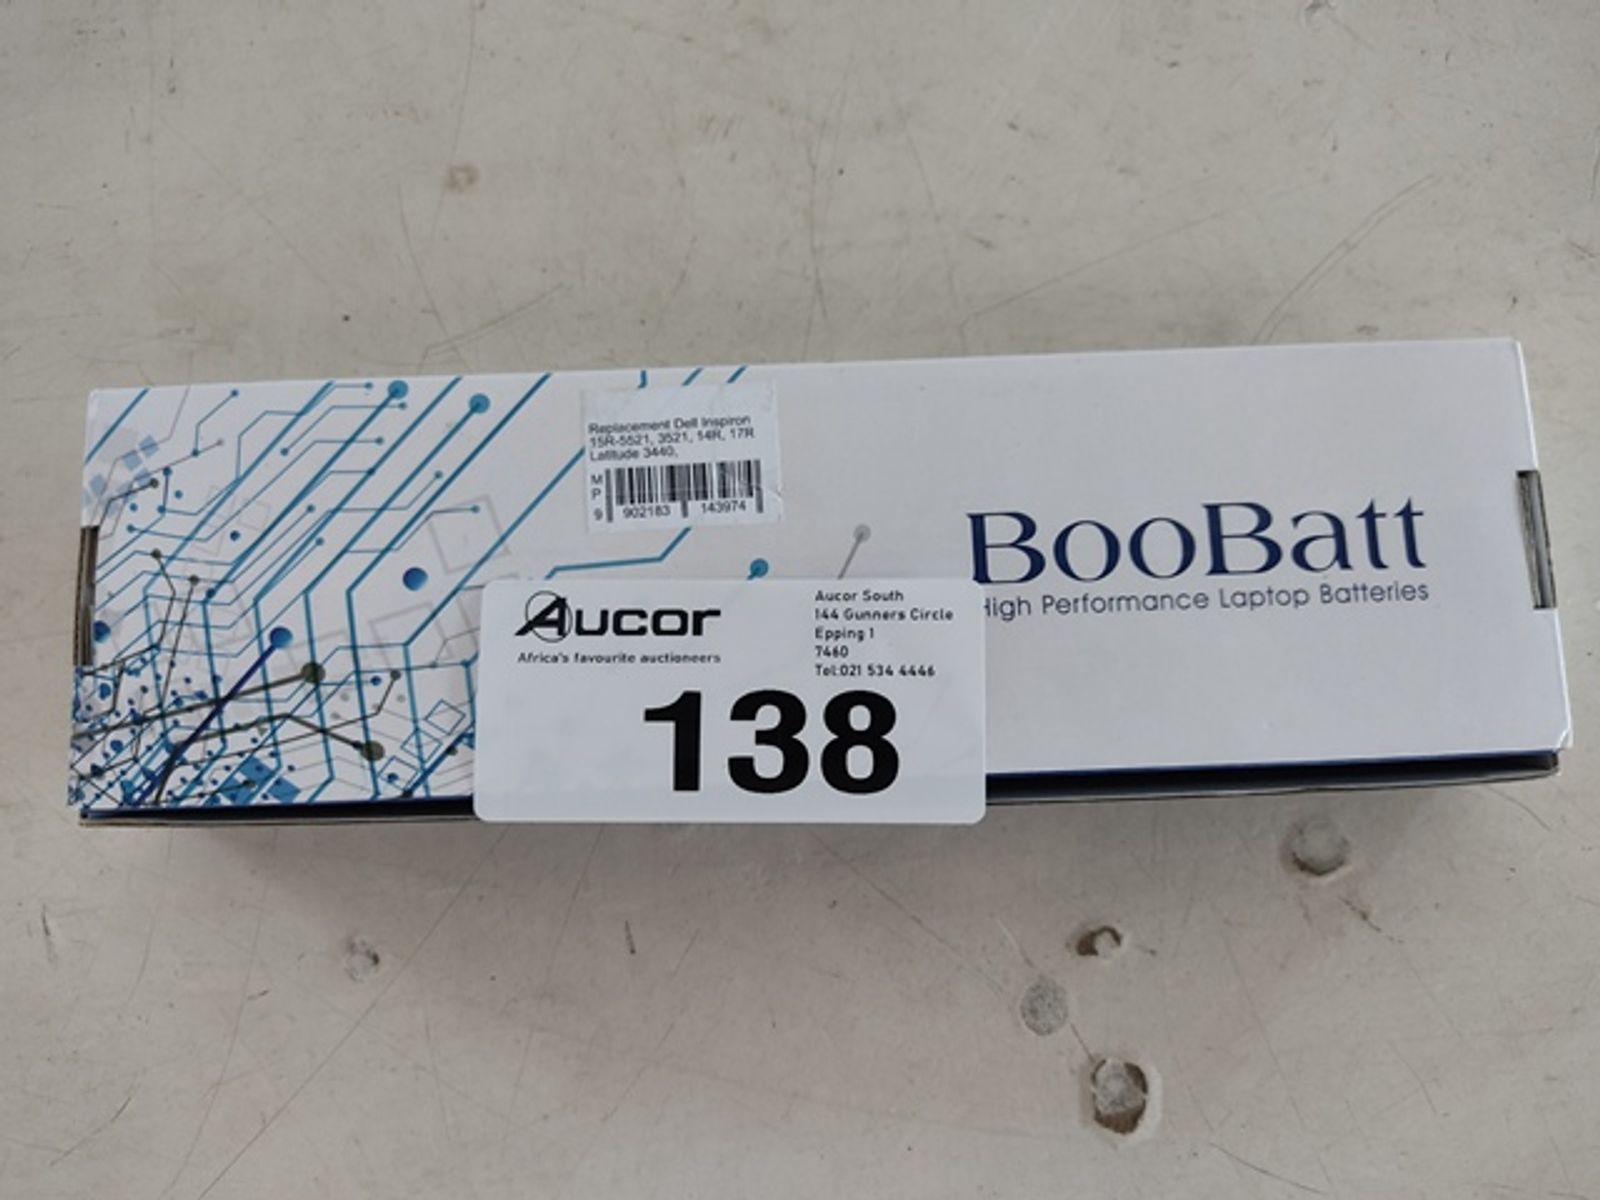 Replacement Dell Inspiron
15R-5521, 3521, 14R, 17R
Latitude 3440,
M
P
9 902183 143974
BooBatt
High Performance Laptop Batteries
Aucor
Africa's favourite auctioneers
Aucor South
144 Gunners Circle
Epping 1
7460
Tel:021 534 4446
138